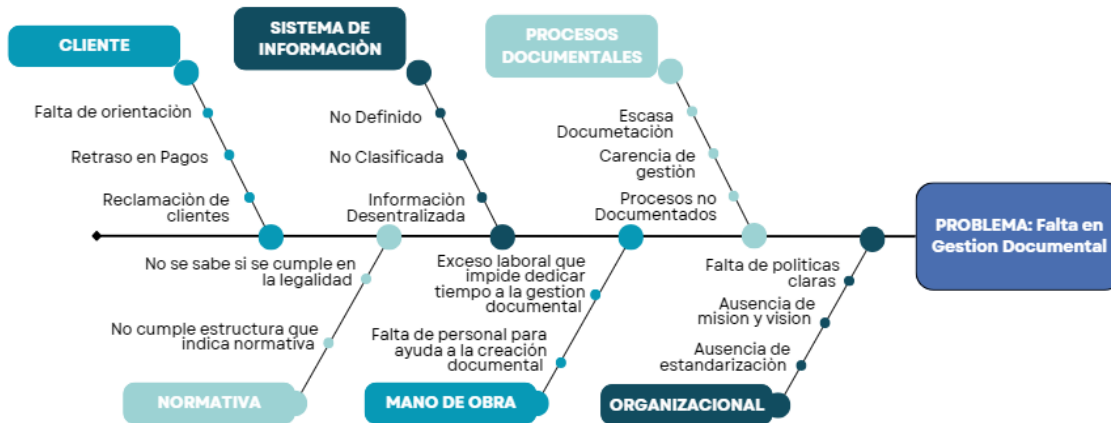 CLIENTE
Falta de orientaciòn
Retraso en Pagos
Reclamaciòn de
clientes
SISTEMA DE
INFORMACIÒN
No Definido
No Clasificada
Informaciòn
Desentralizada
PROCESOS
DOCUMENTALES
Escasa
Documetaciòn
Carencia de
gestiòn
Procesos no
Documentados
PROBLEMA: Falta en
Gestion Documental
No se sabe si se cumple en
la legalidad
No cumple estructura que
indica normativa
NORMATIVA
Exceso laboral que
impide dedicar
tiempo a la gestion
documental
Falta de personal para
ayuda a la creación
documental
MANO DE OBRA
Falta de politicas
claras
Ausencia de
mision y vision
Ausencia de
estandarizaciòn
ORGANIZACIONAL